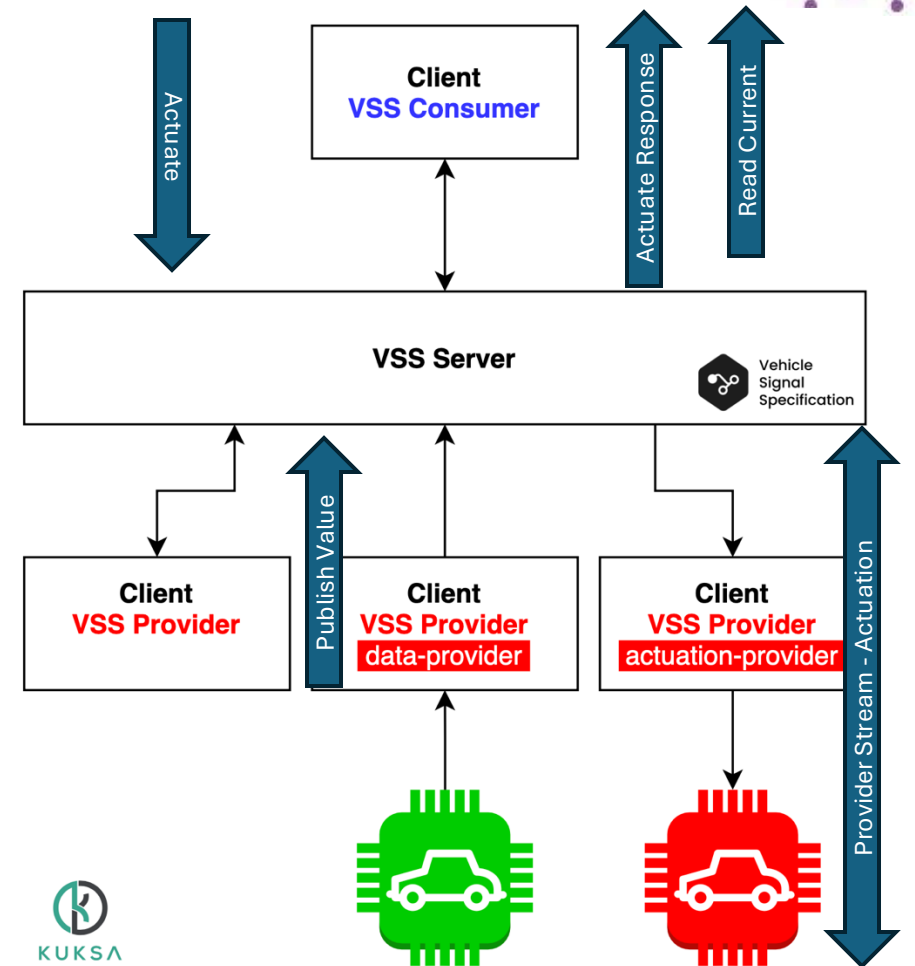 Actuate
Client
VSS Consumer
Actuate Response
Read Current
VSS Server
Vehicle
Signal
Specification
Client
VSS Provider
Publish Value
Client
VSS Provider
data-provider
Client
VSS Provider
actuation-provider
Provider Stream - Actuation
KUKSA